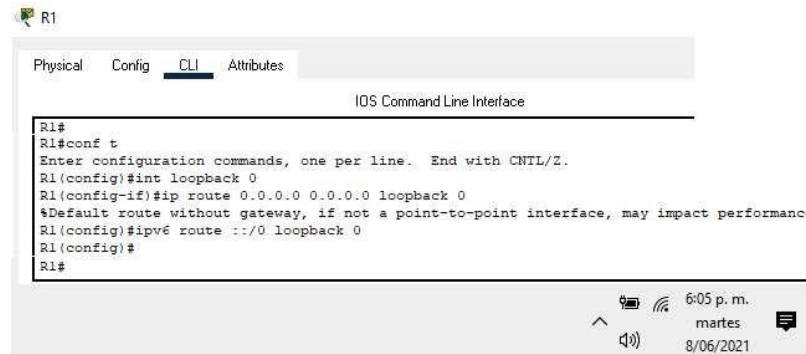 R1
Physical Config CLI Attributes
IOS Command Line Interface
R1#
R1#conf t
Enter configuration commands, one per line. End with CNTL/Z.
R1(config)#int loopback 0
R1(config-if)#ip route 0.0.0.0 0.0.0.0 loopback 0
%Default route without gateway, if not a point-to-point interface, may impact performanc
R1(config)#ipv6 route ::/0 loopback 0
R1(config)#
R1#
6:05 p. m.
martes
8/06/2021